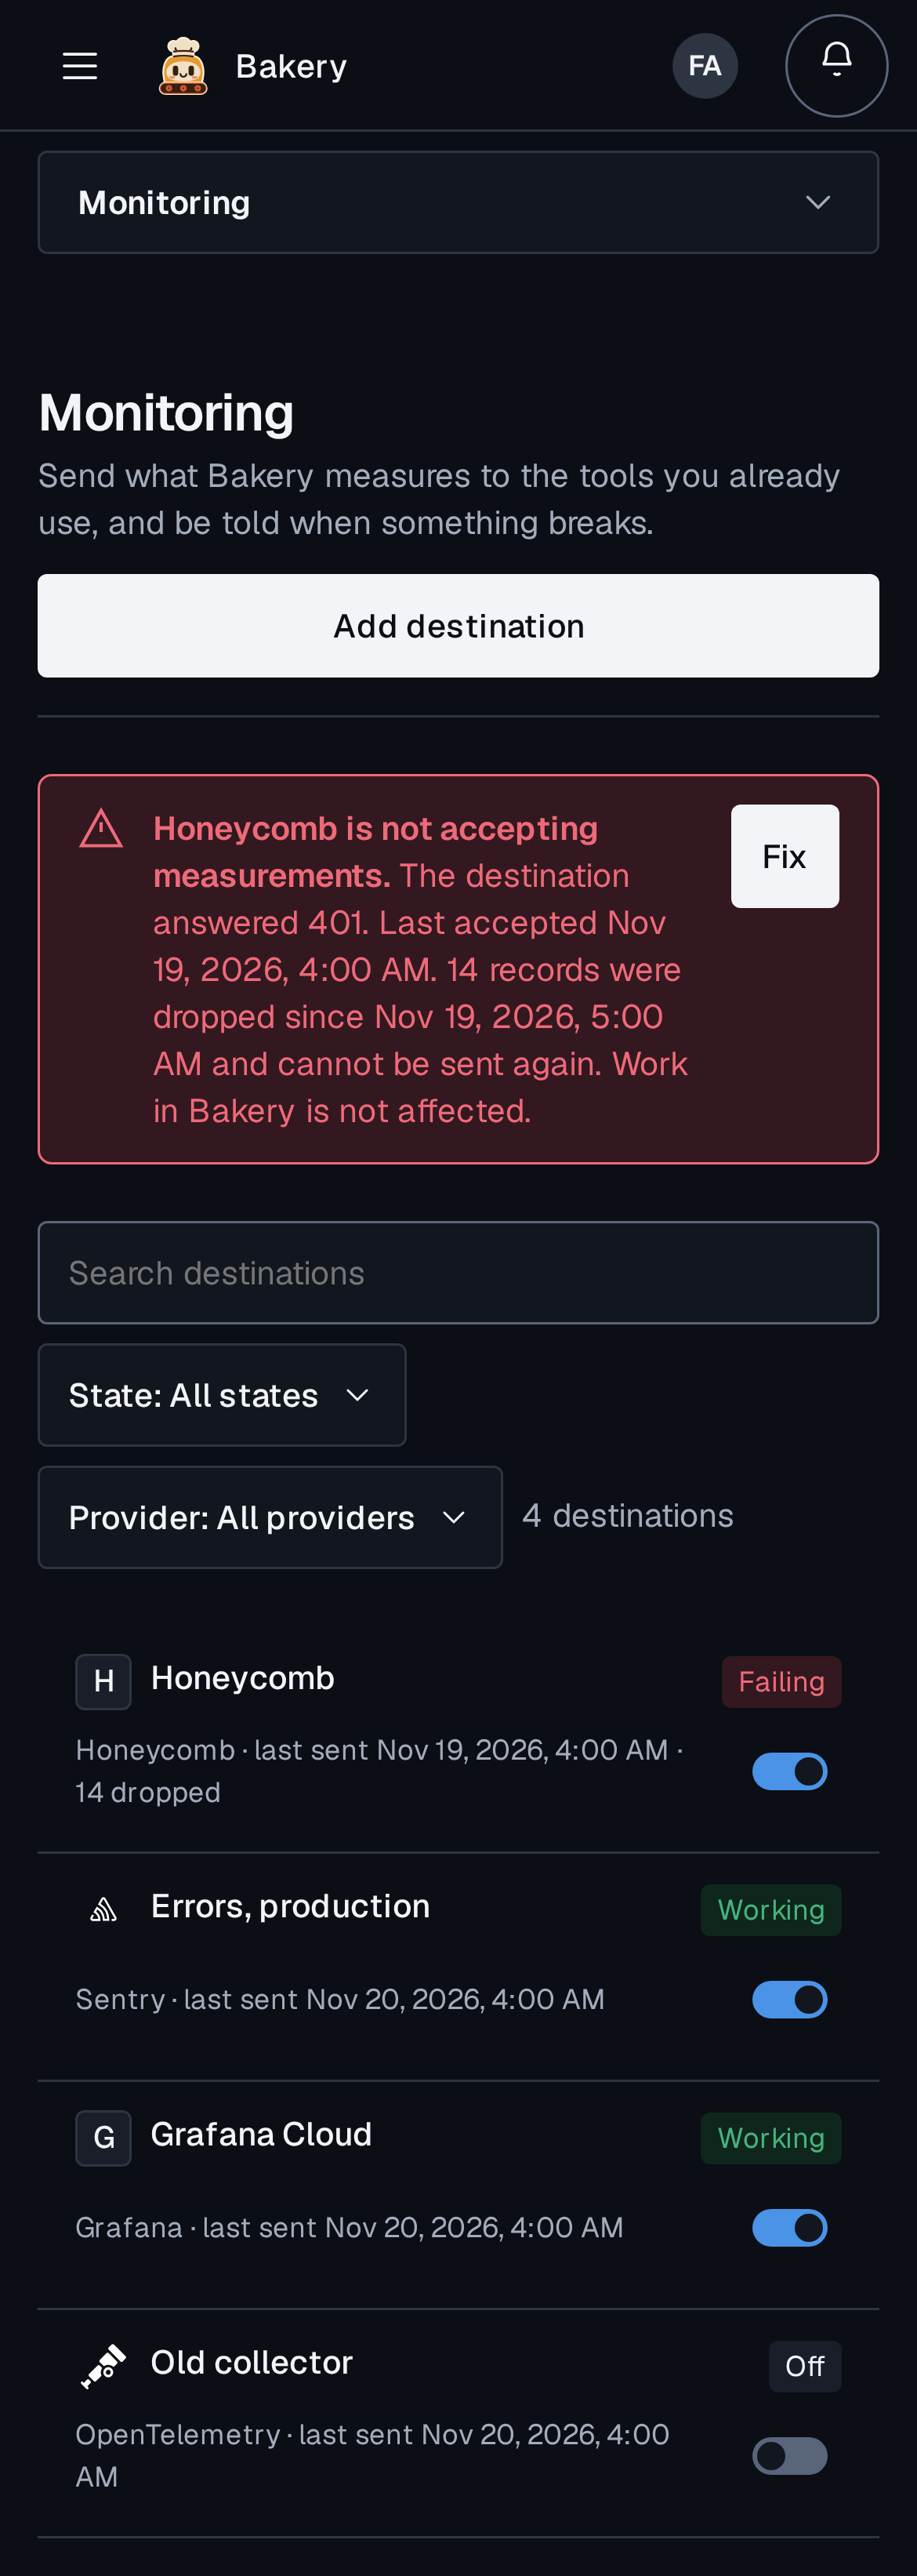 Bakery
FA
Monitoring
Monitoring
Send what Bakery measures to the tools you already
use, and be told when something breaks.
Add destination
Honeycomb is not accepting
measurements. The destination
answered 401. Last accepted Nov
19, 2026, 4:00 AM. 14 records were
dropped since Nov 19, 2026, 5:00
AM and cannot be sent again. Work
in Bakery is not affected.
Fix
Search destinations
State: All states
Provider: All providers
4 destinations
H
Honeycomb
Failing
Honeycomb · last sent Nov 19, 2026, 4:00 AM ·
14 dropped
Errors, production
Working
Sentry · last sent Nov 20, 2026, 4:00 AM
G
Grafana Cloud
Working
Grafana · last sent Nov 20, 2026, 4:00 AM
Old collector
Off
OpenTelemetry · last sent Nov 20, 2026, 4:00
AM